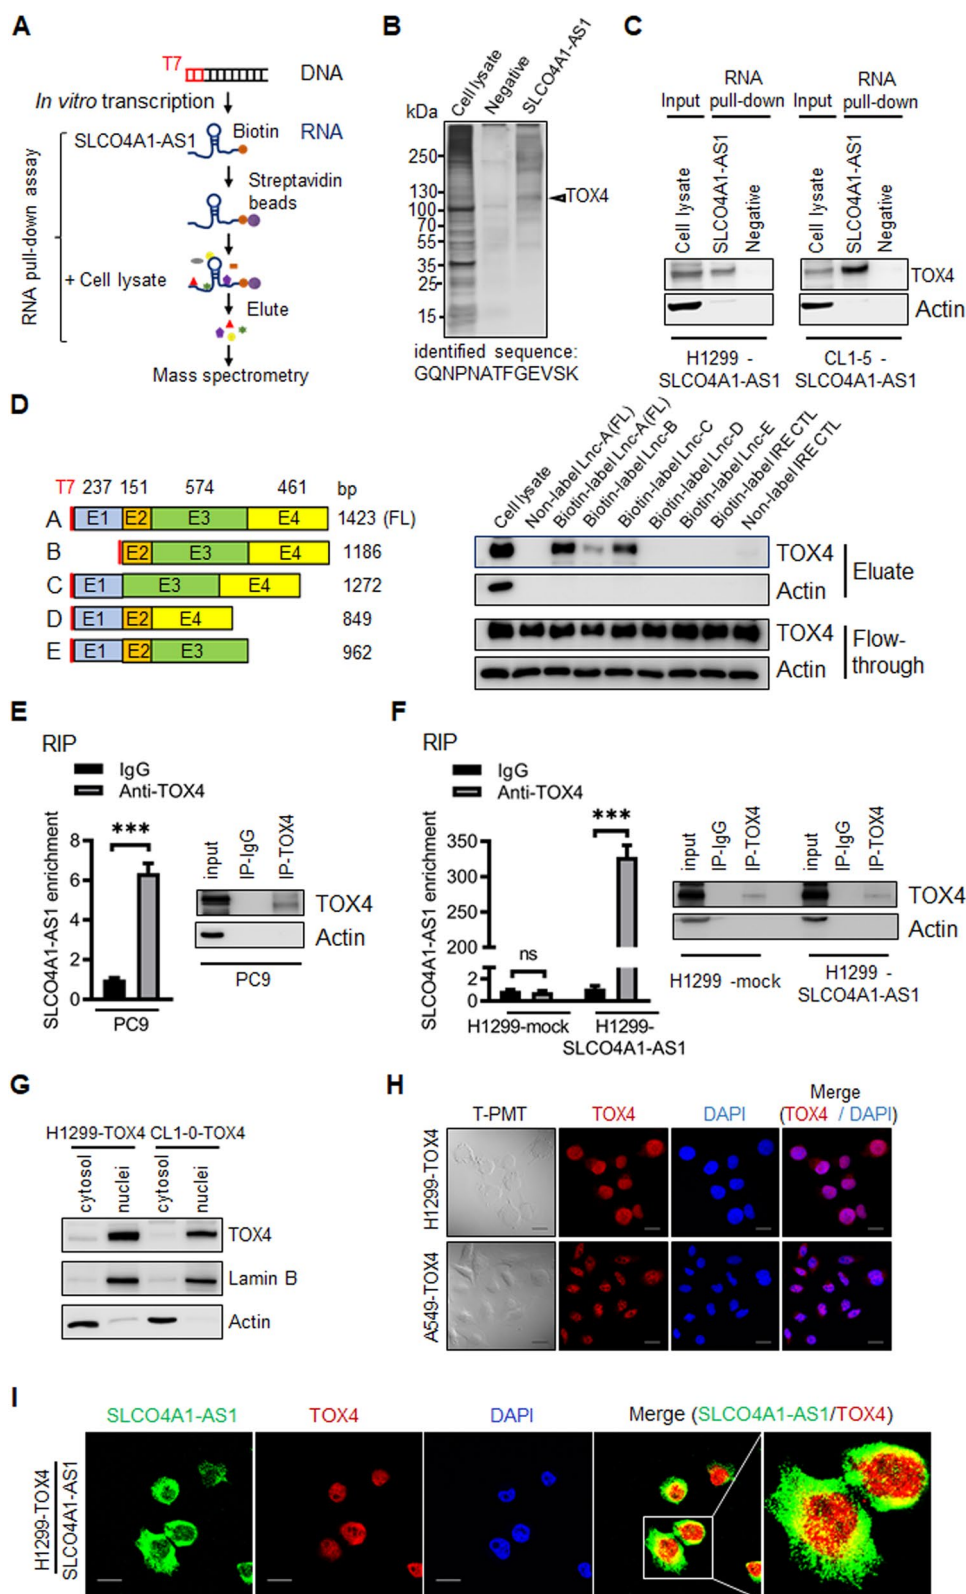 A
T7
DNA
In vitro transcription
SLCO4A1-AS1
Biotin
RNA
RNA pull-down assay
Streptavidin
beads
+ Cell lysate
Elute
Mass spectrometry
B
Cell lysate
Negative
SLCO4A1-AS1
kDa
250
130
100
70
55
35
25
15
TOX4
identified sequence:
GQNPNATFGEVSK
C
Input
RNA
pull-down
Input
RNA
pull-down
Cell lysate
SLCO4A1-AS1
Negative
Cell lysate
SLCO4A1-AS1
Negative
TOX4
Actin
H1299 -
SLCO4A1-AS1
CL1-5 -
SLCO4A1-AS1
D
T7 237 151 574 461 bp
A E1 E2 E3 E4 1423 (FL)
B E2 E3 E4 1186
C E1 E3 E4 1272
D E1 E2 E4 849
E E1 E2 E3 962
Cell lysate
Non-label Lnc-A(FL)
Biotin-label Lnc-A(FL)
Biotin-label Lnc-B
Biotin-label Lnc-C
Biotin-label Lnc-D
Biotin-label Lnc-E
Biotin-label IRE CTL
Non-label IRE CTL
TOX4
Actin
Eluate
TOX4
Actin
Flow-
through
E
RIP
IgG
Anti-TOX4
SLCO4A1-AS1 enrichment
8
6
4
2
0
***
PC9
input
IP-IgG
IP-TOX4
TOX4
Actin
PC9
F
RIP
IgG
Anti-TOX4
SLCO4A1-AS1 enrichment
350
300
250
200
2
0
ns
***
H1299-mock
H1299-
SLCO4A1-AS1
input
IP-IgG
IP-TOX4
input
IP-IgG
IP-TOX4
TOX4
Actin
H1299 -mock
H1299 -
SLCO4A1-AS1
G
H1299-TOX4 CL1-0-TOX4
cytosol
nuclei
cytosol
nuclei
TOX4
Lamin B
Actin
H
T-PMT
TOX4
DAPI
Merge
(TOX4 / DAPI)
H1299-TOX4
A549-TOX4
I
SLCO4A1-AS1
TOX4
DAPI
Merge (SLCO4A1-AS1/TOX4)
H1299-TOX4
SLCO4A1-AS1